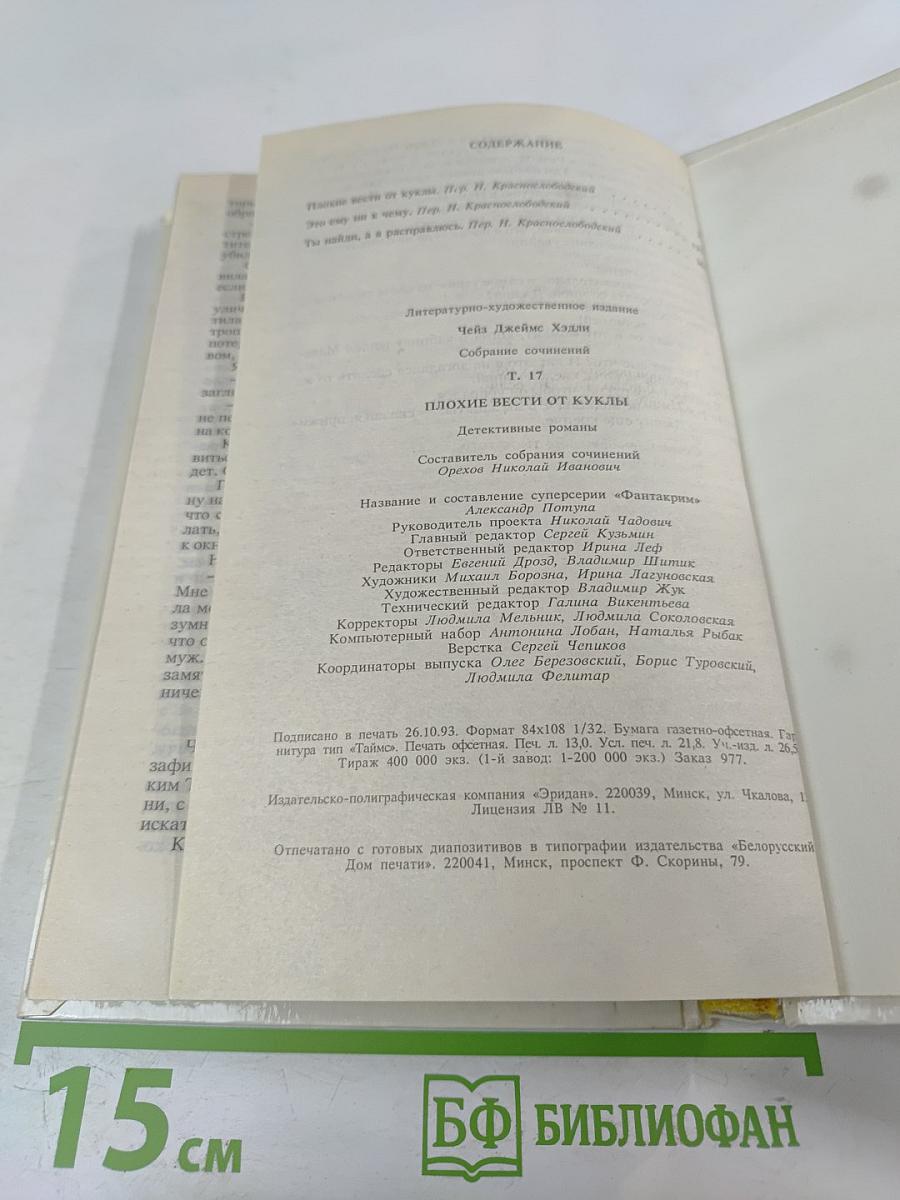 СОДЕРЖАНИЕ
Плохие вести от куклы. Пер. Н. Краснослободский
Это ему ни к чему. Пер. Н. Краснослободский
Ты найди, а я расправлюсь. Пер. Н. Краснослободский
Литературно-художественное издание
Чейз Джеймс Хэдли
Собрание сочинений
Т. 17
ПЛОХИЕ ВЕСТИ ОТ КУКЛЫ
Детективные романы
Составитель собрания сочинений
Орехов Николай Иванович
Название и составление суперсерии «Фантакрим»
Александр Потупа
Руководитель проекта Николай Чадович
Главный редактор Сергей Кузьмин
Ответственный редактор Ирина Леф
Редакторы Евгений Дрозд, Владимир Шитик
Художники Михаил Борозна, Ирина Лагуновская
Художественный редактор Владимир Жук
Технический редактор Галина Викентьева
Корректоры Людмила Мельник, Людмила Соколовская
Компьютерный набор Антонина Лобан, Наталья Рыбак
Верстка Сергей Чепиков
Координаторы выпуска Олег Березовский, Борис Туровский,
Людмила Фелитар
Подписано в печать 26.10.93. Формат 84х108 1/32. Бумага газетно-офсетная. Гар
нитура тип «Таймс». Печать офсетная. Печ. л. 13,0. Усл. печ. л. 21,8. Уч.-изд. л. 26,5
Тираж 400 000 экз. (1-й завод: 1-200 000 экз.) Заказ 977.
Издательско-полиграфическая компания «Эридан». 220039, Минск, ул. Чкалова, 1.
Лицензия ЛВ № 11.
Отпечатано с готовых диапозитивов в типографии издательства «Белорусский
Дом печати». 220041, Минск, проспект Ф. Скорины, 79.
15 см
БФ БИБЛИОФАН